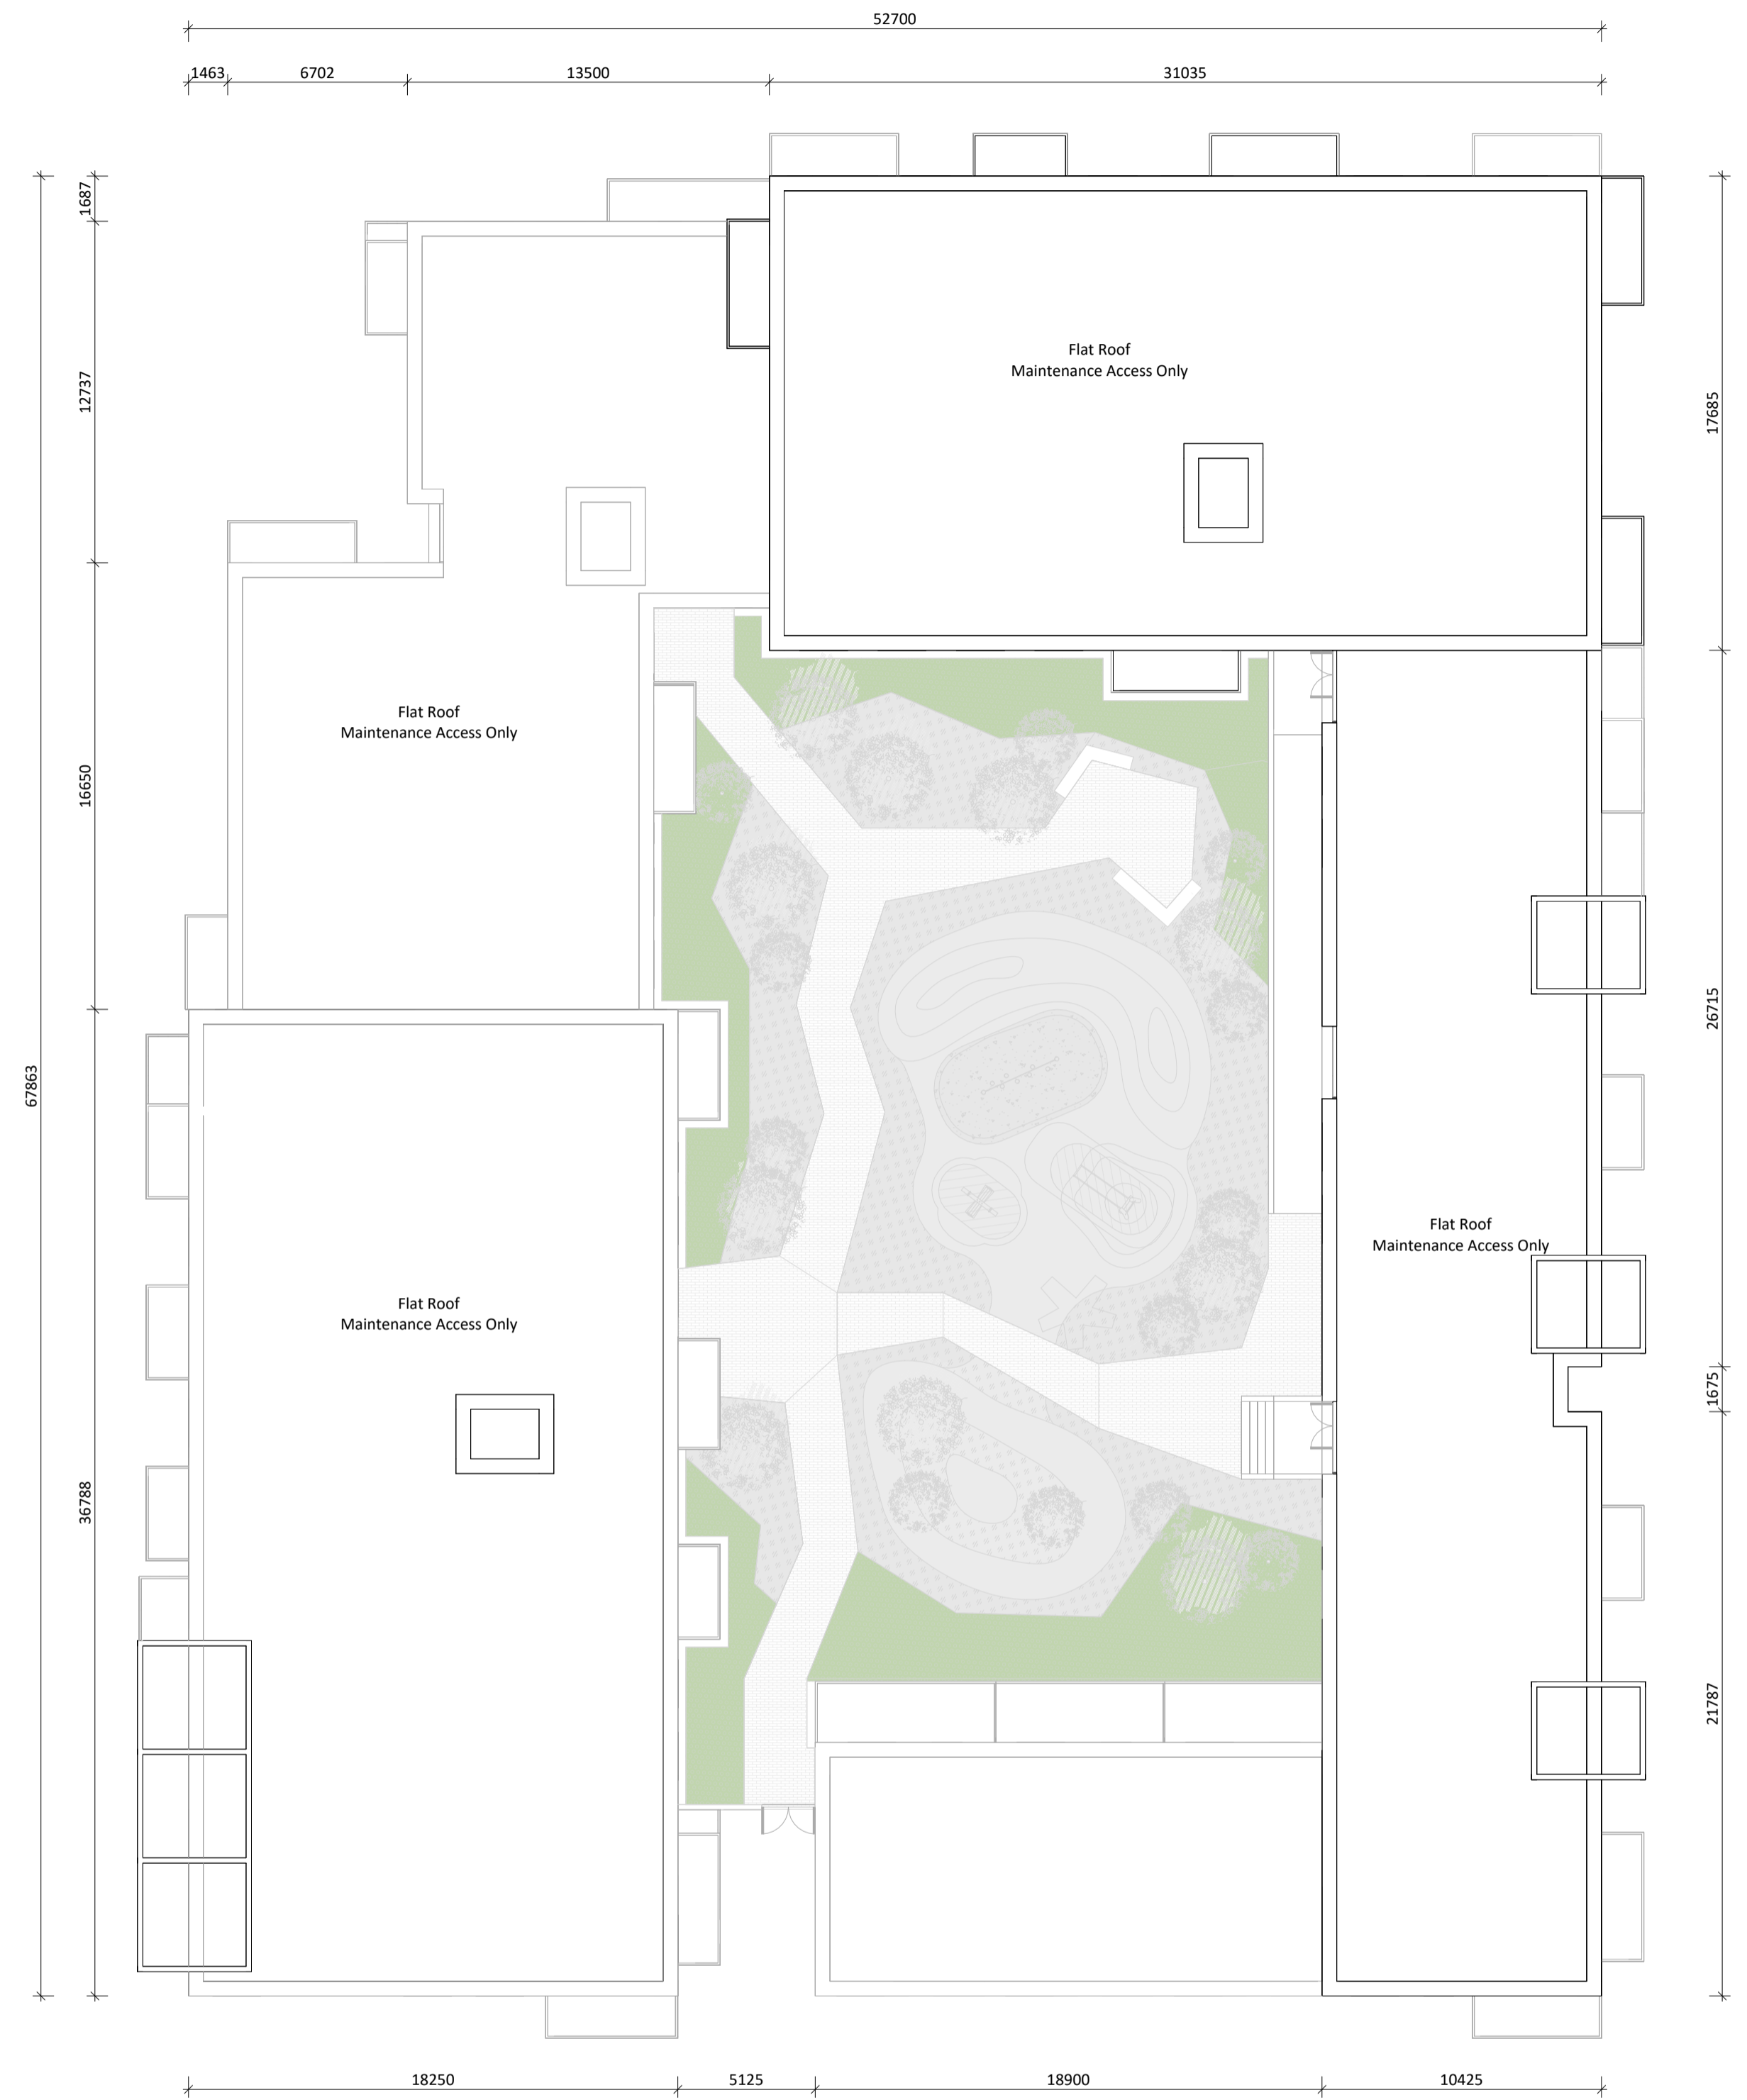 52700
1463
6702
13500
31035
1687
12737
16650
36788
67863
17685
26715
1675
21787
Flat Roof
Maintenance Access Only
Flat Roof
Maintenance Access Only
Flat Roof
Maintenance Access Only
Flat Roof
Maintenance Access Only
18250
5125
18900
10425